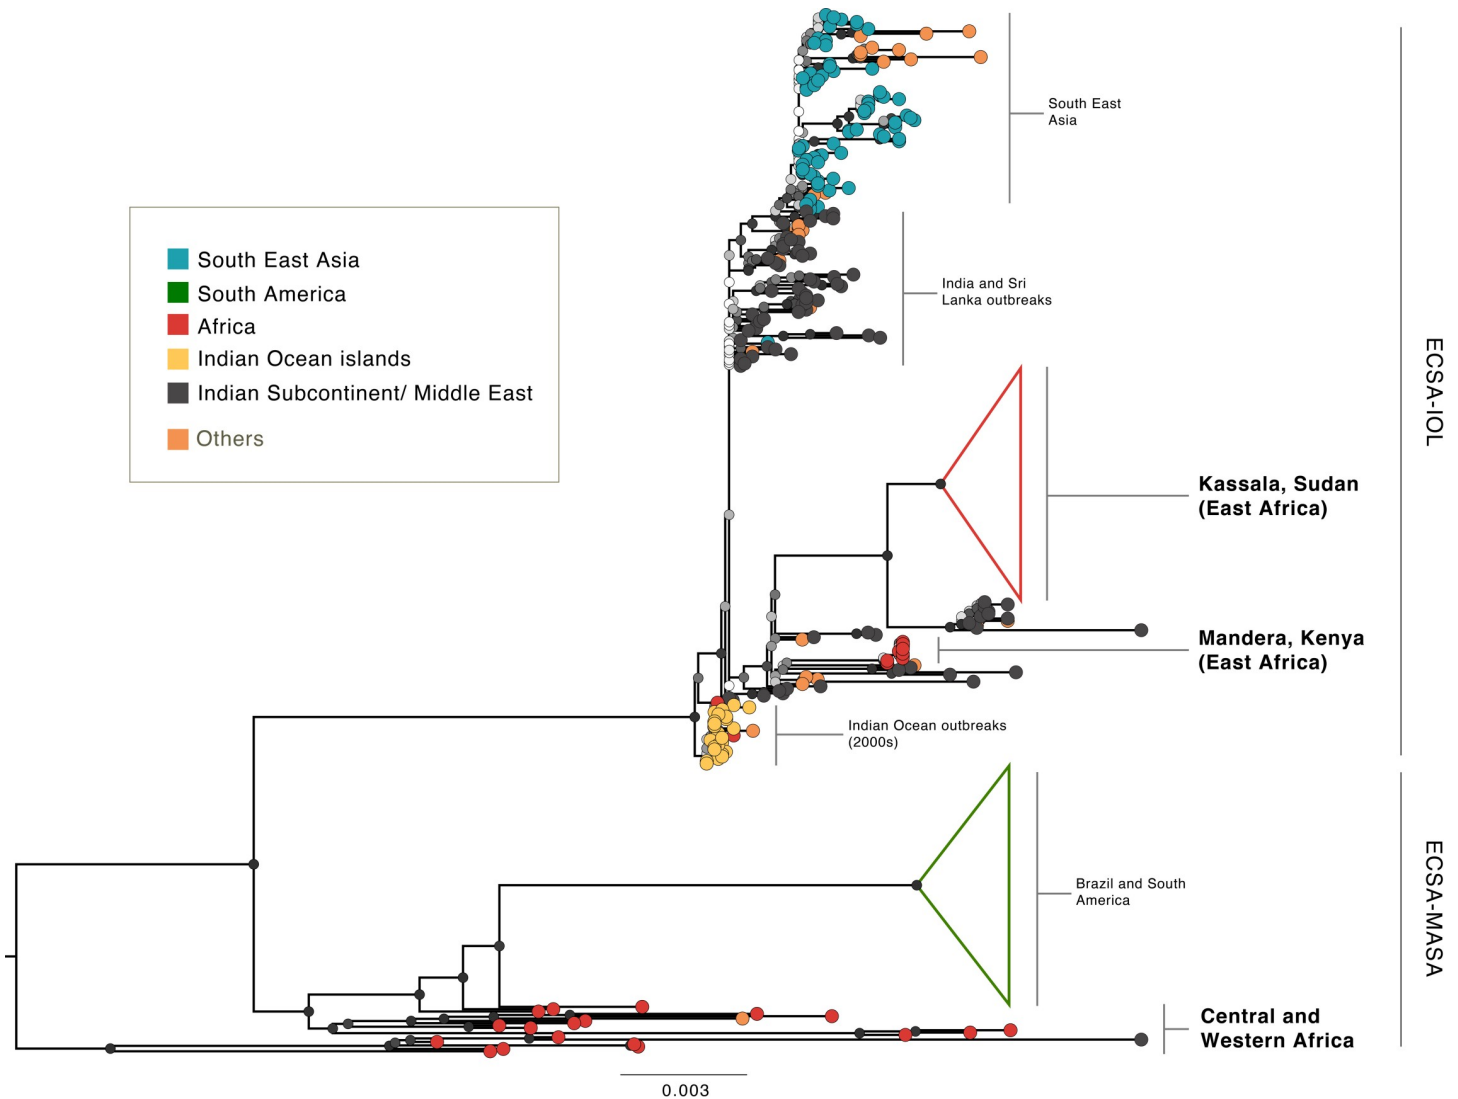 South East
Asia
South East Asia
South America
Africa
Indian Ocean islands
Indian Subcontinent/ Middle East
Others
India and Sri
Lanka outbreaks
ECSA-IOL
Kassala, Sudan
(East Africa)
Mandera, Kenya
(East Africa)
Indian Ocean outbreaks
(2000s)
ECSA-MASA
Brazil and South
America
Central and
Western Africa
0.003